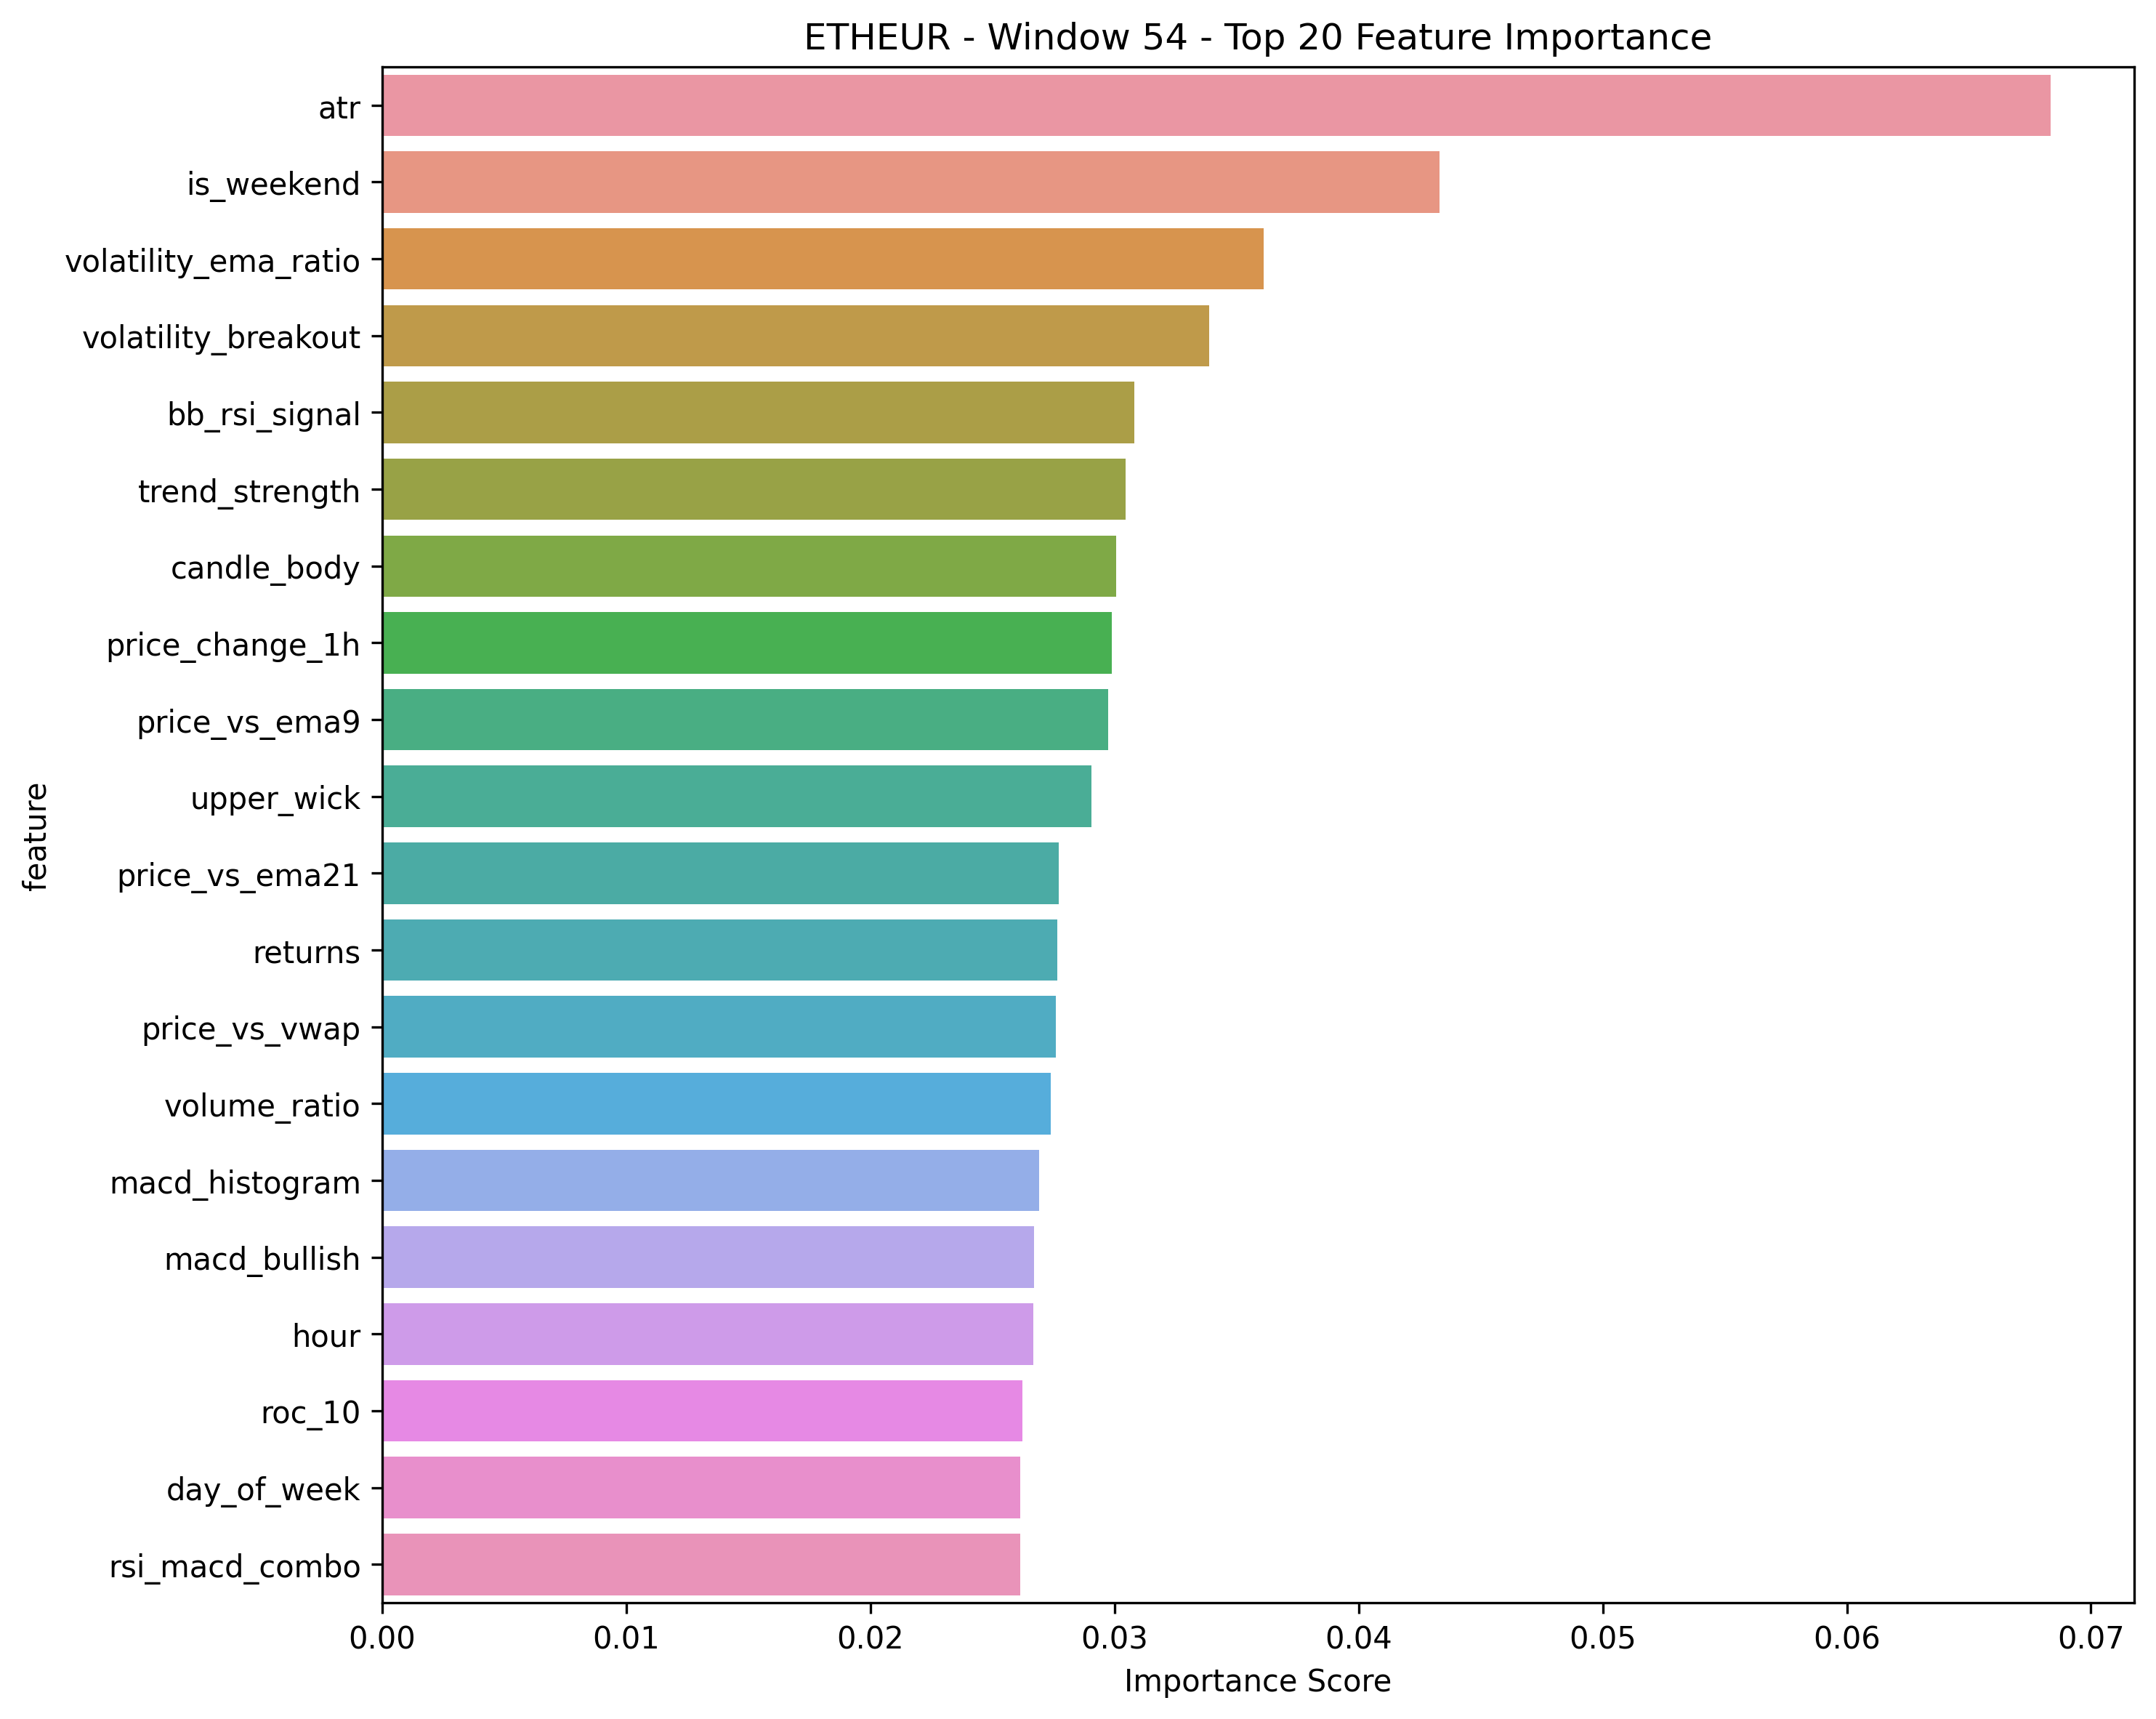 ETHEUR - Window 54 - Top 20 Feature Importance
atr
is_weekend
volatility_ema_ratio
volatility_breakout
bb_rsi_signal
trend_strength
candle_body
price_change_1h
price_vs_ema9
upper_wick
price_vs_ema21
returns
price_vs_vwap
volume_ratio
macd_histogram
macd_bullish
hour
roc_10
day_of_week
rsi_macd_combo
feature
0.00 0.01 0.02 0.03 0.04 0.05 0.06 0.07
Importance Score